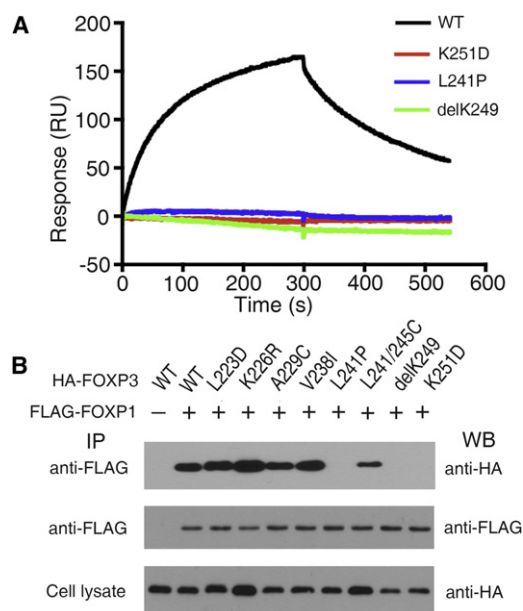 A
200
150
100
50
0
-50
Response (RU)
0 100 200 300 400 500 600
Time (s)
WT
K251D
L241P
delK249
B
HA-FOXP3 WT WT L223D K226R A229C V238I L241P L241/245C delK249 K251D
FLAG-FOXP1 – + + + + + + + + +
IP WB
anti-FLAG anti-HA
anti-FLAG anti-FLAG
Cell lysate anti-HA